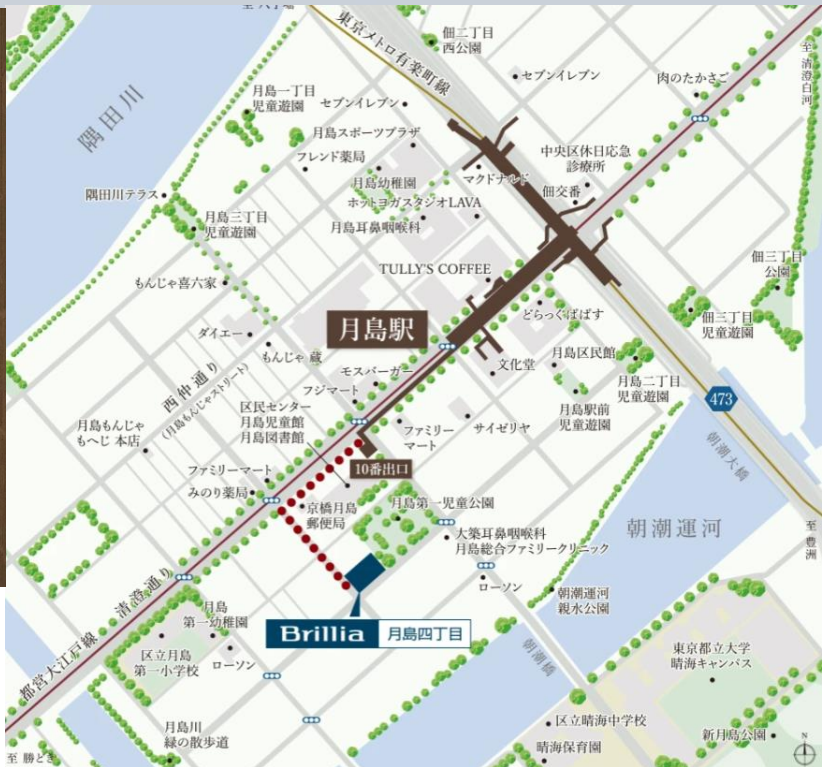 東京メトロ有楽町線
佃二丁目
西公園
セブンイレブン
肉のたかさご
至 清澄白河
隅田川
月島一丁目
児童遊園
セブンイレブン
月島スポーツプラザ
フレンド薬局
中央区休日応急
診療所
月島幼稚園
マクドナルド
佃交番
隅田川テラス
ホットヨガスタジオLAVA
月島三丁目
児童遊園
月島耳鼻咽喉科
TULLY'S COFFEE
佃三丁目
公園
もんじゃ喜六家
どらっぐぱぱす
佃三丁目
児童遊園
月島駅
ダイエー
もんじゃ 蔵
文化堂
月島区民館
モスバーガー
月島二丁目
児童遊園
西仲通り
(月島もんじゃストリート)
フジマート
473
区民センター
月島児童館
月島図書館
月島駅前
児童遊園
月島もんじゃ
もへじ 本店
ファミリー
マート
サイゼリヤ
朝潮大橋
10番出口
ファミリーマート
みのり薬局
京橋月島
郵便局
月島第一児童公園
朝潮運河
至 豊洲
大築耳鼻咽喉科
月島総合ファミリークリニック
清澄通り
ローソン
朝潮運河
親水公園
月島
第一幼稚園
Brillia 月島四丁目
都営大江戸線
区立月島
第一小学校
ローソン
朝潮橋
東京都立大学
晴海キャンパス
月島川
緑の散歩道
区立晴海中学校
新月島公園
N
至 勝どき
晴海保育園